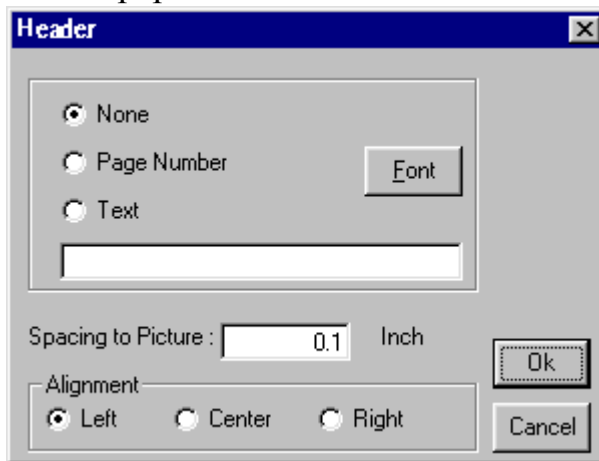 Header
None
Page Number
Font
Text
Spacing to Picture : 0.1 Inch
Ok
Alignment
Left Center Right
Cancel